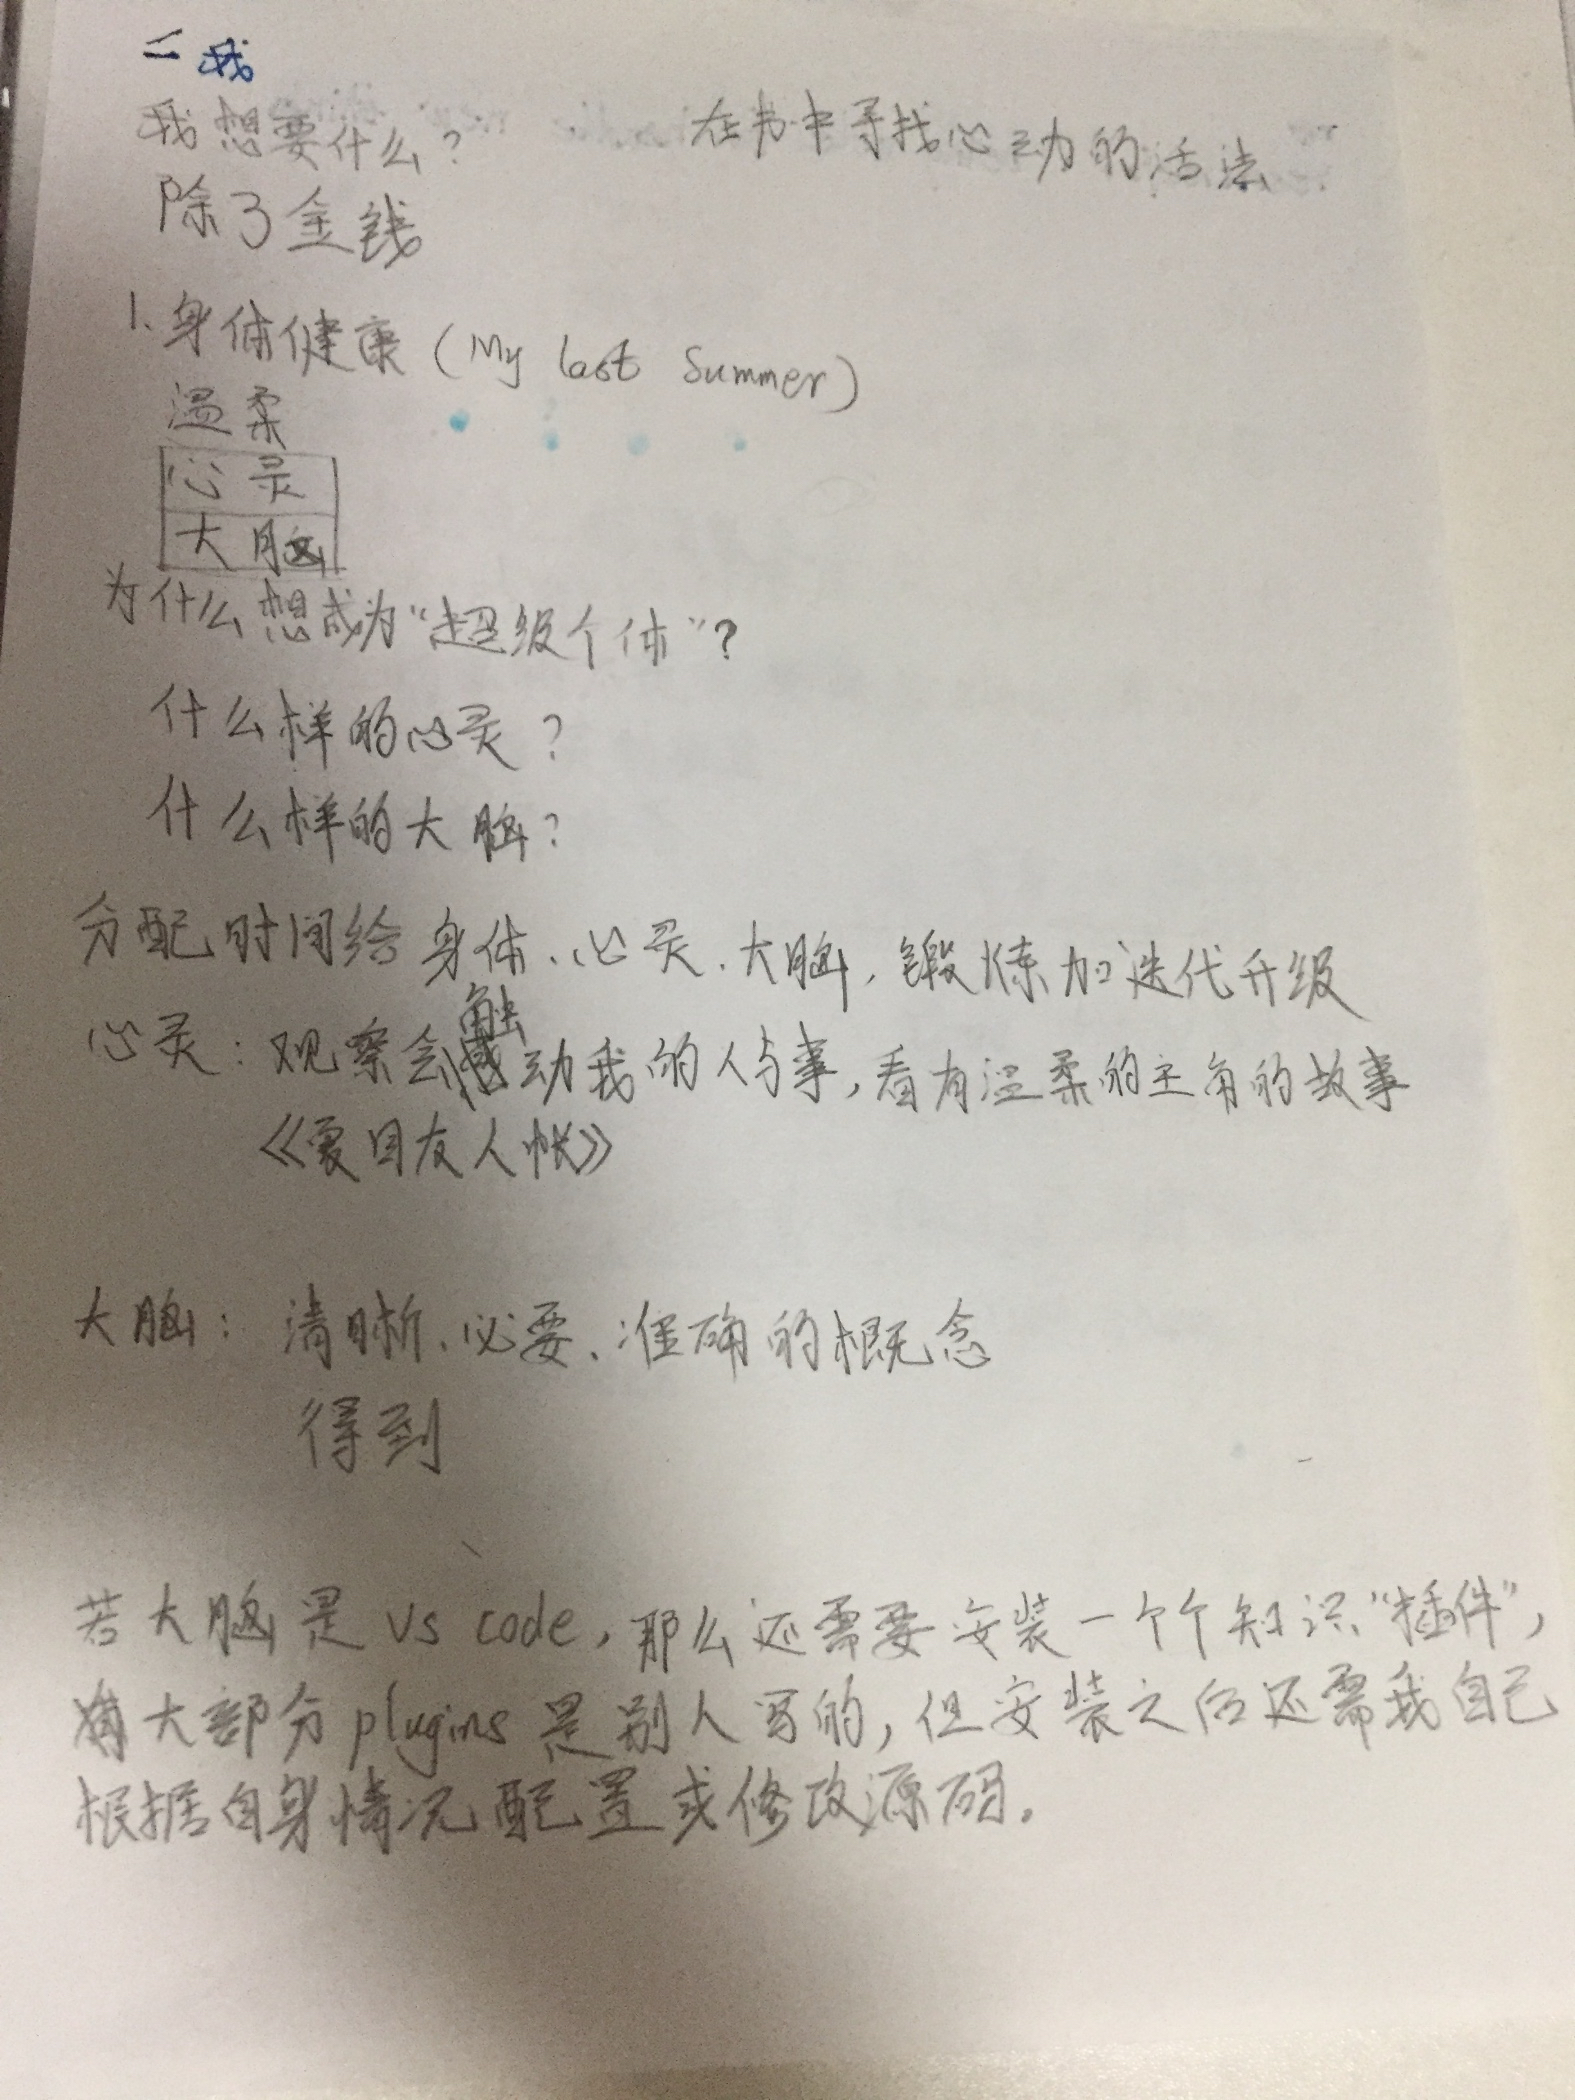 二 我
我想要什么？ 在书中寻找心动的活法
除了金钱
1、身体健康（My last Summer）
温柔
心灵
大脑
为什么想成为“超级个体”？
什么样的心灵？
什么样的大脑？
分配时间给身体、心灵、大脑，锻炼加迭代升级
心灵：观察会触动我的人与事，看有温柔的主角的故事
《夏目友人帐》
大脑：清晰、必要、准确的概念
得到
若大脑是 vs code，那么还需要安装一个个知识“插件”，
大部分 plugins 是别人写的，但安装之后还需我自己
根据自身情况配置或修改源码。